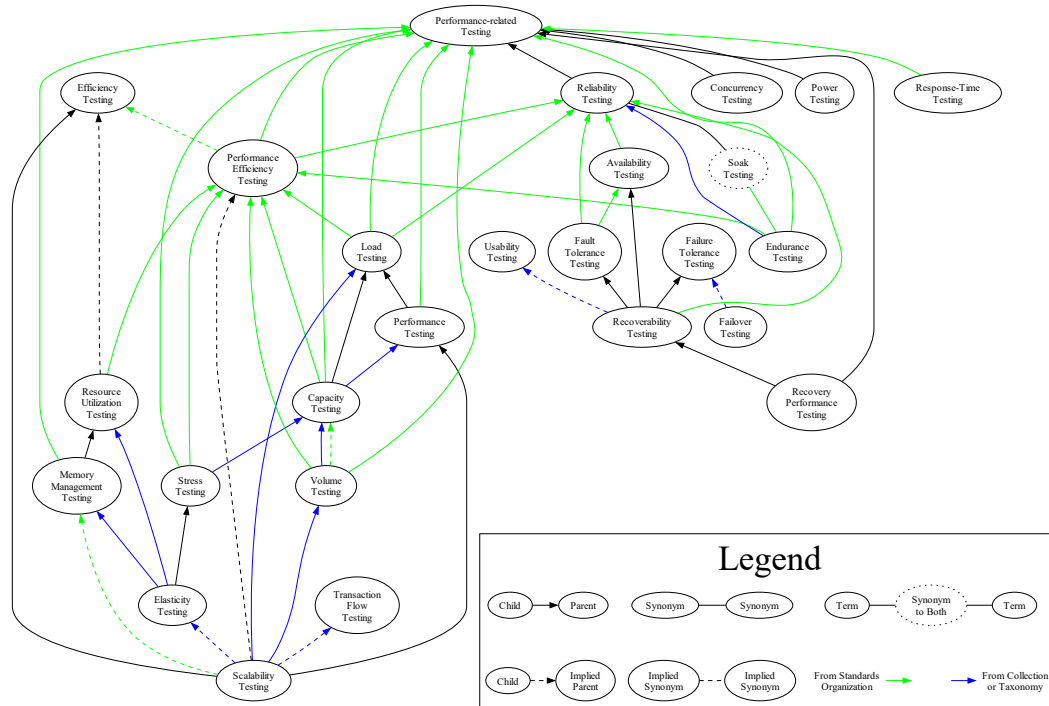 Performance-related
Testing
Efficiency
Testing
Reliability
Testing
Concurrency
Testing
Power
Testing
Response-Time
Testing
Performance
Efficiency
Testing
Availability
Testing
Soak
Testing
Load
Testing
Usability
Testing
Fault
Tolerance
Testing
Failure
Tolerance
Testing
Endurance
Testing
Performance
Testing
Recoverability
Testing
Failover
Testing
Resource
Utilization
Testing
Capacity
Testing
Recovery
Performance
Testing
Memory
Management
Testing
Stress
Testing
Volume
Testing
Elasticity
Testing
Transaction
Flow
Testing
Scalability
Testing
Legend
Child
Parent
Synonym
Synonym
Term
Synonym
to Both
Term
Child
Implied
Parent
Implied
Synonym
Implied
Synonym
From Standards
Organization
From Collection
or Taxonomy